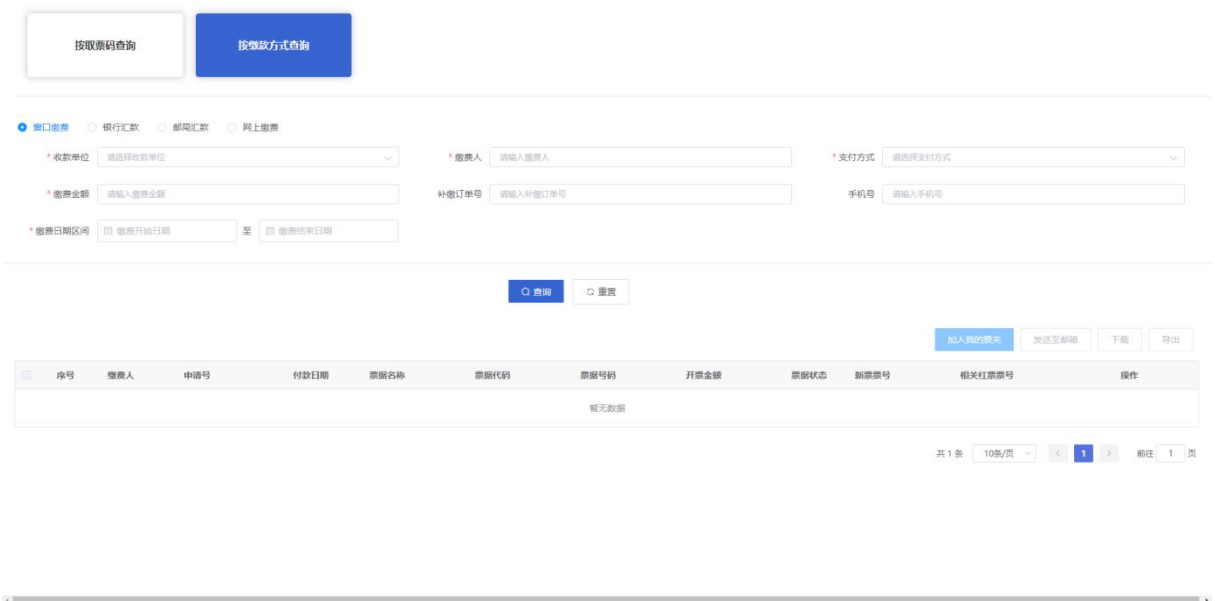 按取票码查询 按缴款方式查询
窗口缴费 银行汇款 邮局汇款 网上缴费
* 收款单位 请选择收款单位 * 缴费人 请输入缴费人 * 支付方式 请选择支付方式
* 缴费金额 请输入缴费金额 补缴订单号 请输入补缴订单号 手机号 请输入手机号
* 缴费日期区间 缴费开始日期 至 缴费结束日期
查询 重置
加入我的票夹 发送至邮箱 下载 导出
序号 缴费人 申请号 付款日期 票据名称 票据代码 票据号码 开票金额 票据状态 新票票号 相关红票票号 操作
暂无数据
共 1 条 10条/页 < 1 > 前往 1 页